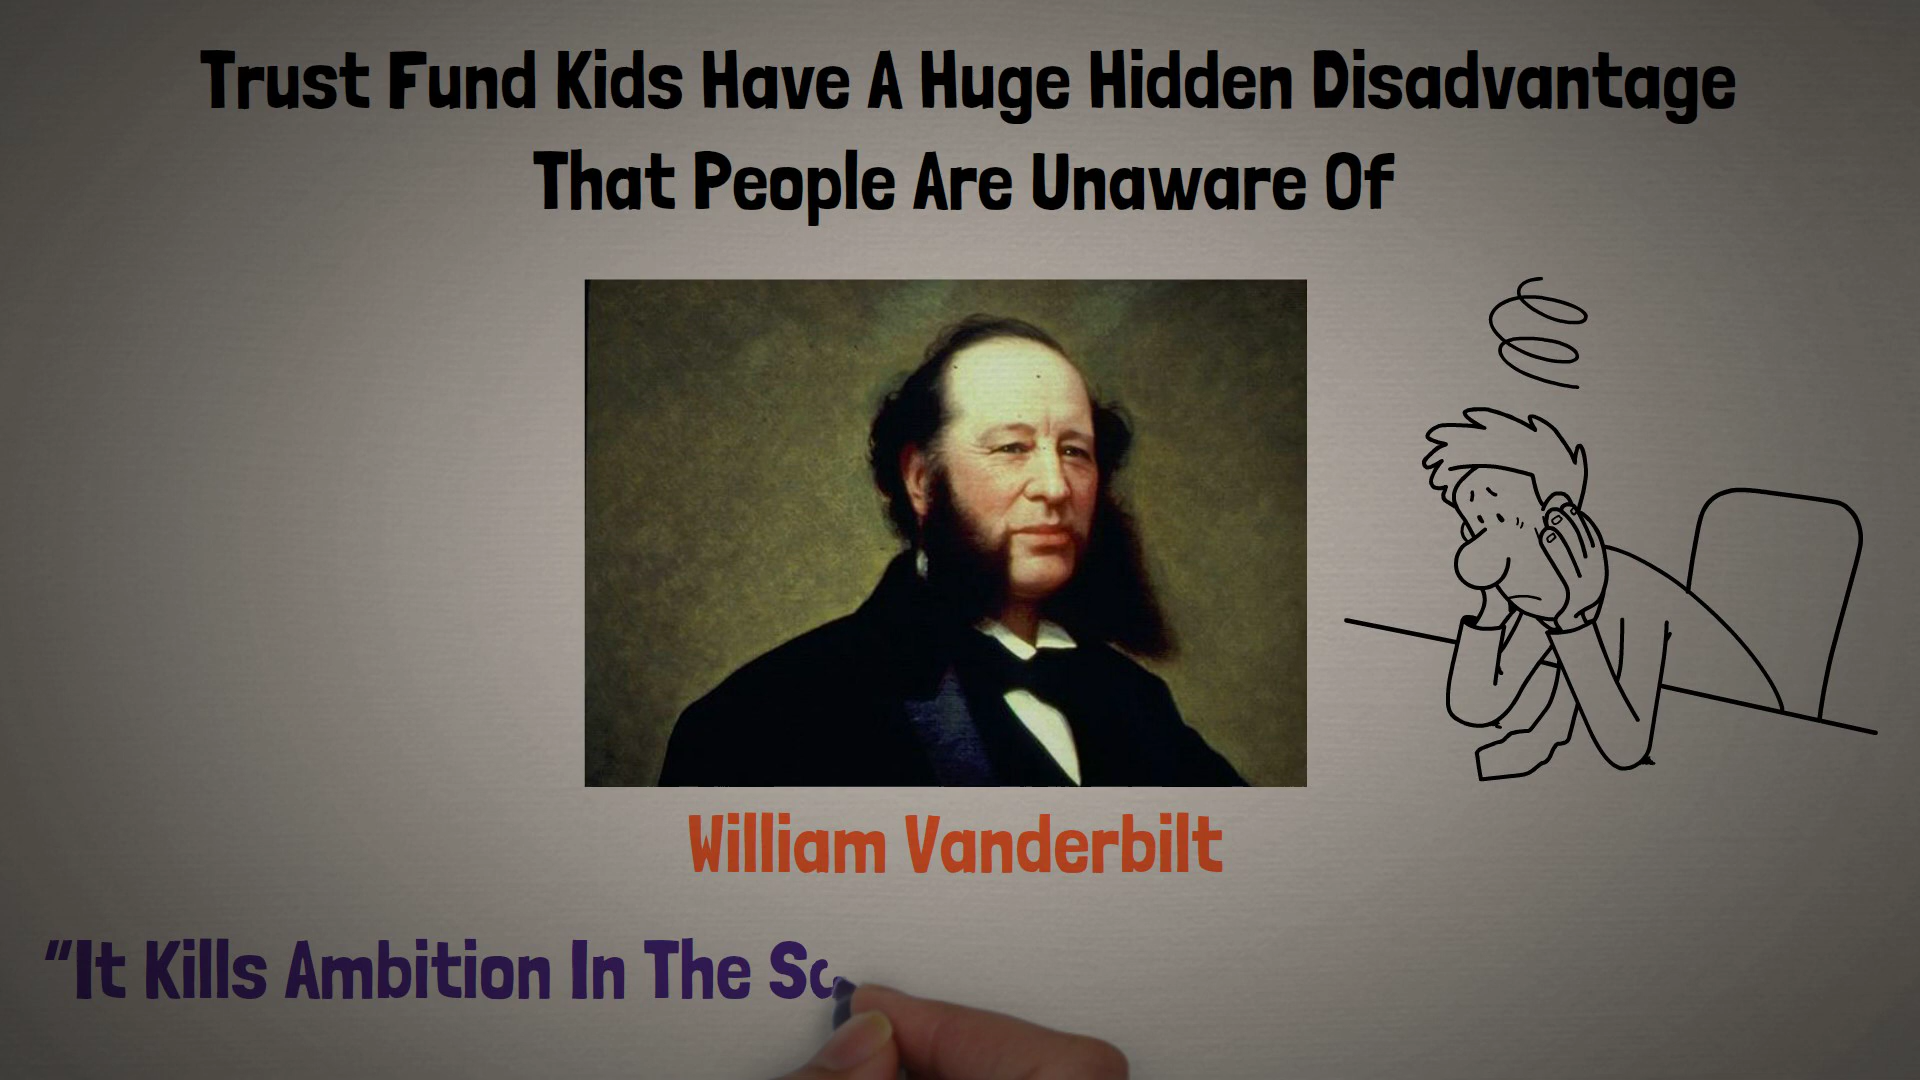 Trust Fund Kids Have A Huge Hidden Disadvantage
That People Are Unaware Of
William Vanderbilt
“It Kills Ambition In The